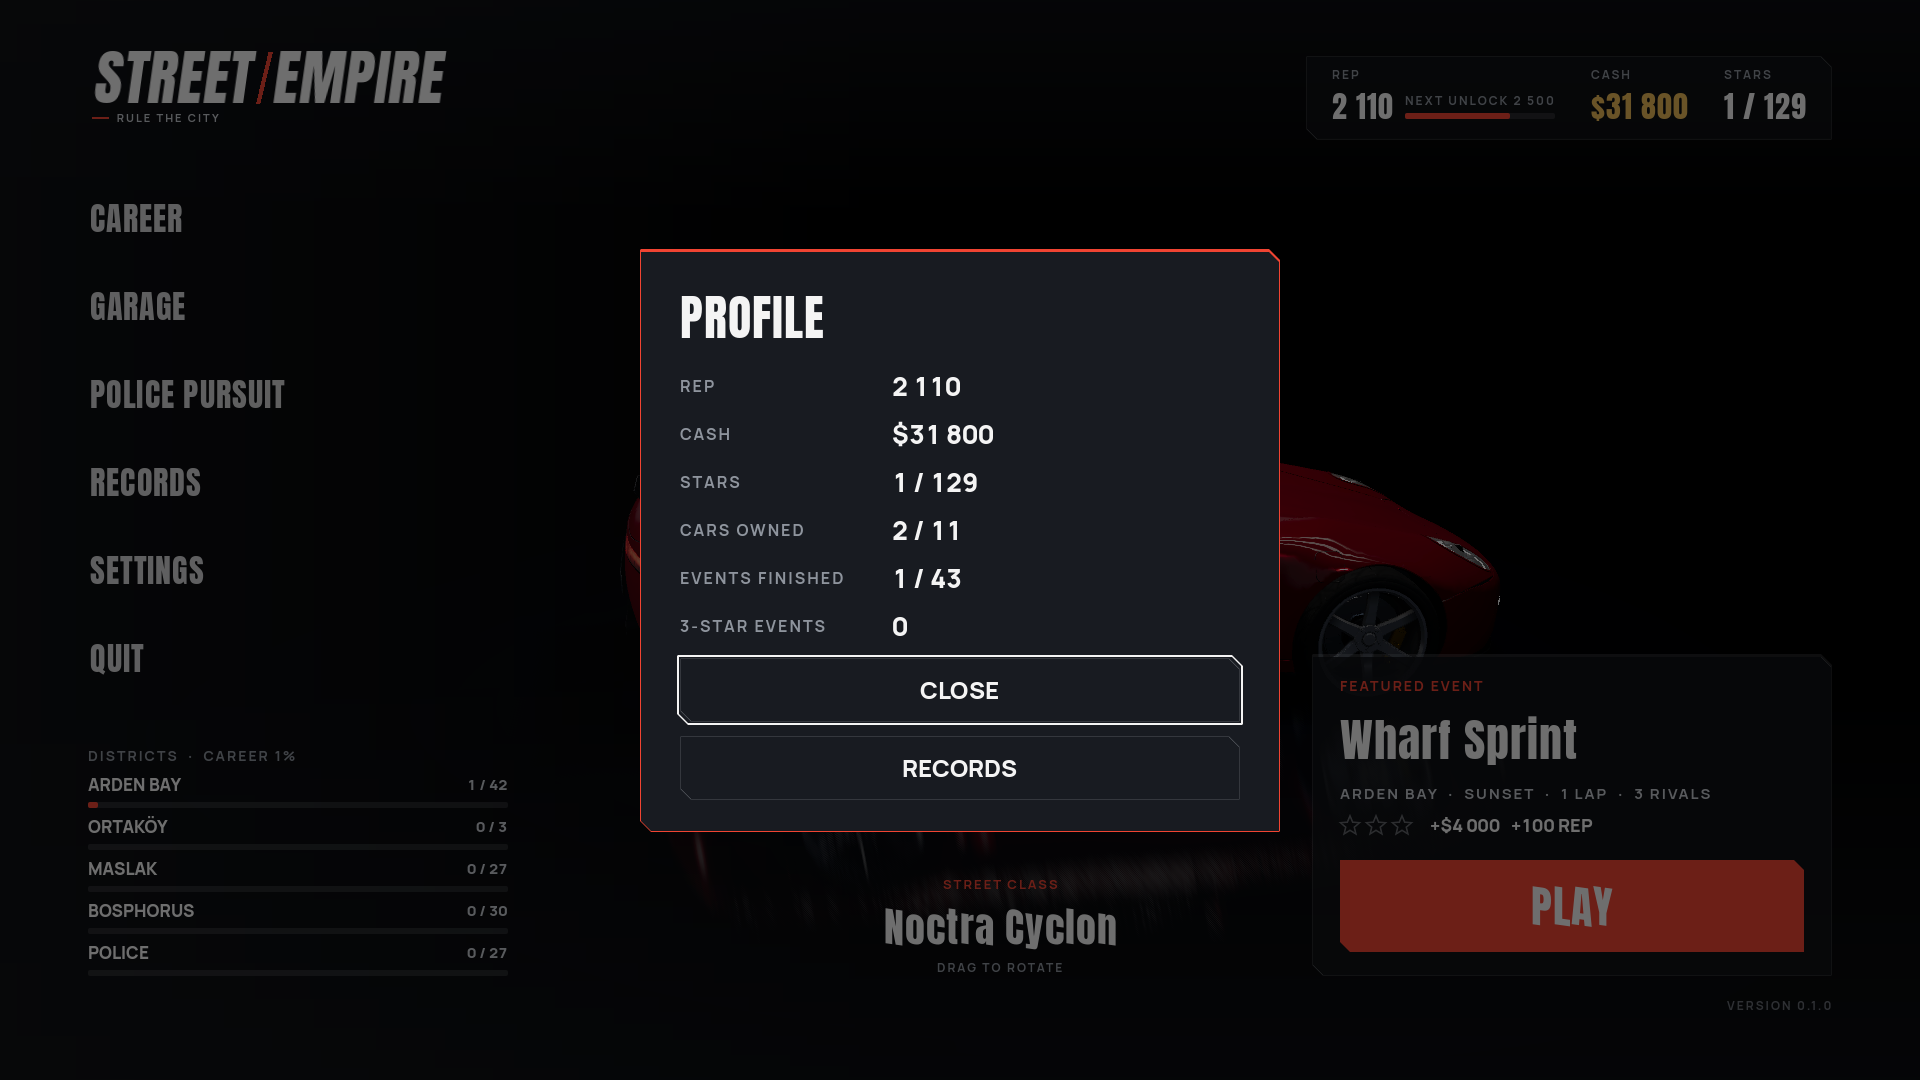 STREET/EMPIRE
RULE THE CITY
REP
2 110
NEXT UNLOCK 2 500
CASH
$31 800
STARS
1 / 129
CAREER
GARAGE
POLICE PURSUIT
RECORDS
SETTINGS
QUIT
DISTRICTS · CAREER 1%
ARDEN BAY 1 / 42
ORTAKÖY 0 / 3
MASLAK 0 / 27
BOSPHORUS 0 / 30
POLICE 0 / 27
PROFILE
REP 2 110
CASH $31 800
STARS 1 / 129
CARS OWNED 2 / 11
EVENTS FINISHED 1 / 43
3-STAR EVENTS 0
CLOSE
RECORDS
STREET CLASS
Noctra Cyclon
DRAG TO ROTATE
FEATURED EVENT
Wharf Sprint
ARDEN BAY · SUNSET · 1 LAP · 3 RIVALS
+$4 000 +100 REP
PLAY
VERSION 0.1.0